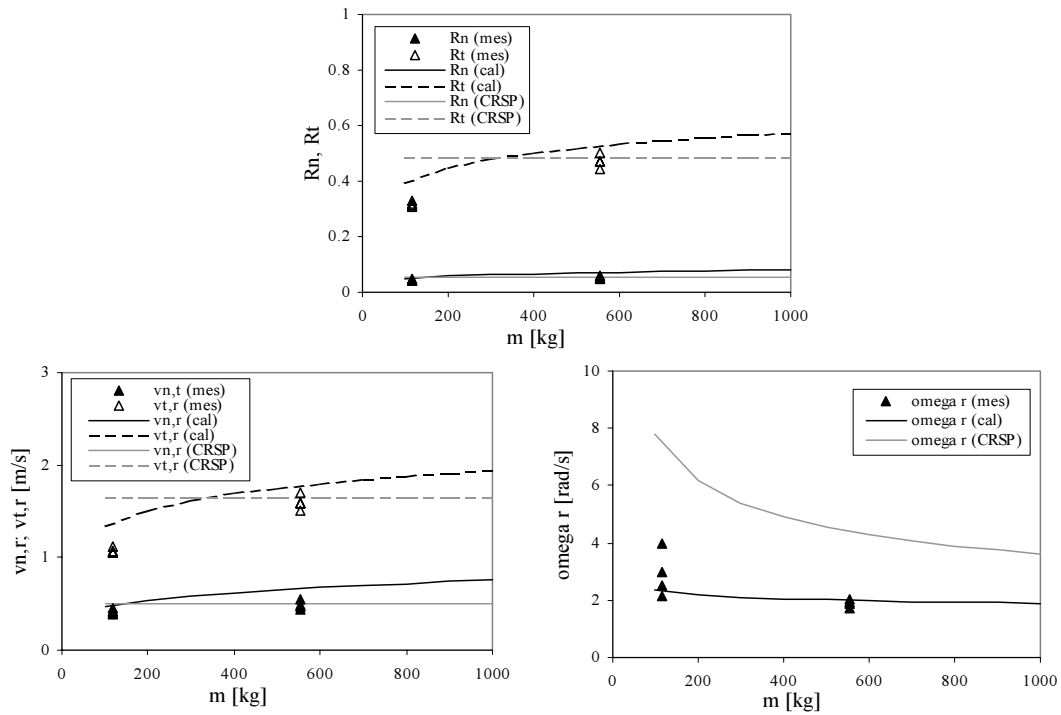 1
0.8
0.6
0.4
0.2
0
Rn, Rt
Rn (mes)
Rt (mes)
Rn (cal)
Rt (cal)
Rn (CRSP)
Rt (CRSP)
0 200 400 600 800 1000
m [kg]
3
2
1
0
vn,r; vt,r [m/s]
vn,t (mes)
vt,r (mes)
vn,r (cal)
vt,r (cal)
vn,r (CRSP)
vt,r (CRSP)
0 200 400 600 800 1000
m [kg]
10
8
6
4
2
0
omega r [rad/s]
omega r (mes)
omega r (cal)
omega r (CRSP)
0 200 400 600 800 1000
m [kg]